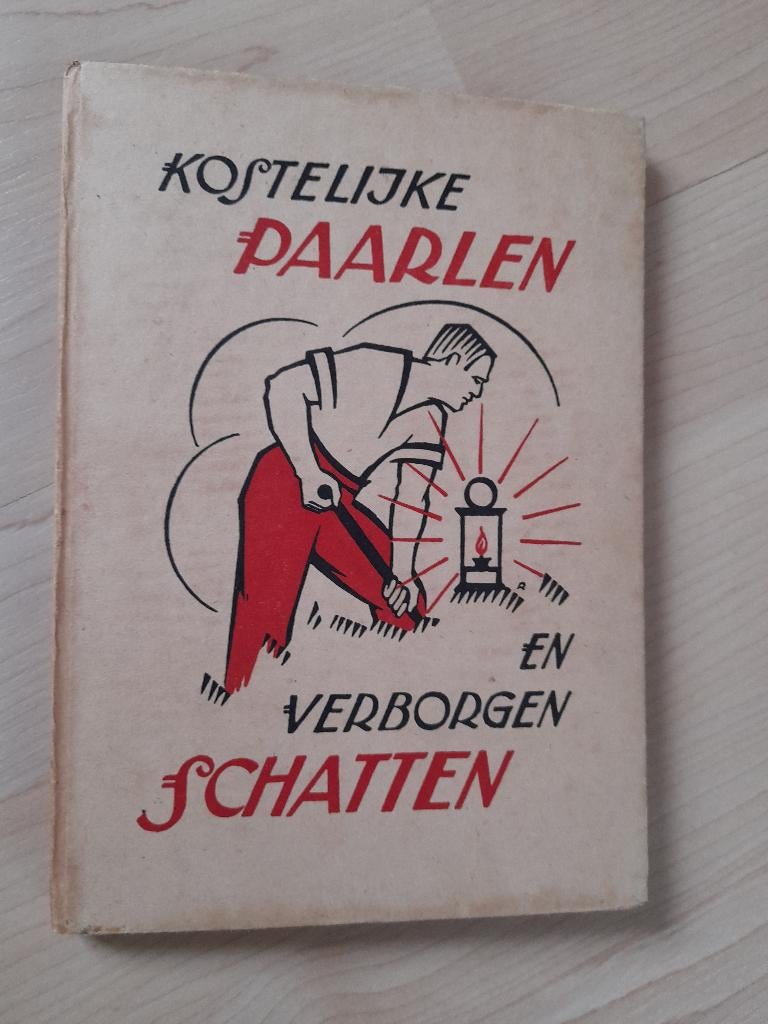 KOSTELIJKE
PAARLEN
EN
VERBORGEN
SCHATTEN